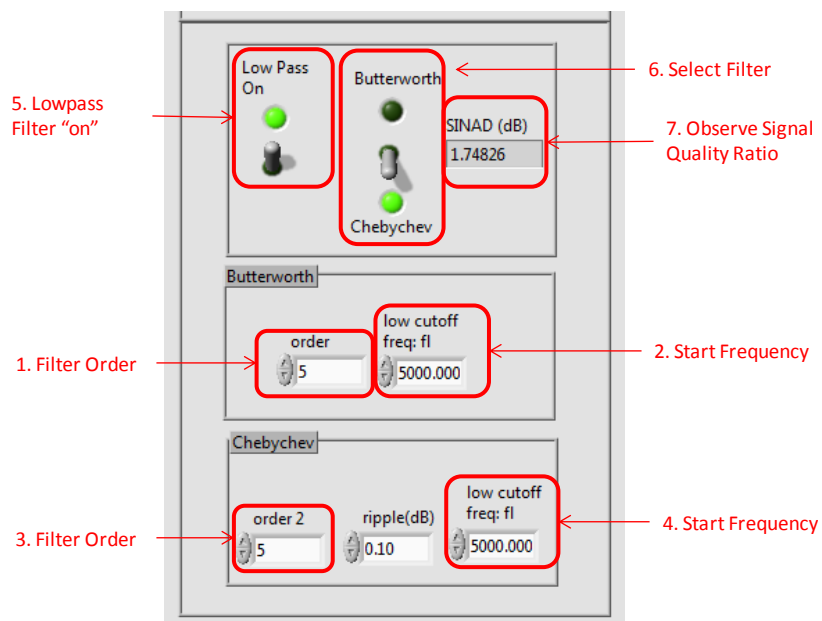 Low Pass
On
Butterworth
Chebychev
SINAD (dB)
1.74826
5. Lowpass
Filter “on”
6. Select Filter
7. Observe Signal
Quality Ratio
Butterworth
order
5
low cutoff
freq: fl
5000.000
1. Filter Order
2. Start Frequency
Chebychev
order 2
5
ripple(dB)
0.10
low cutoff
freq: fl
5000.000
3. Filter Order
4. Start Frequency